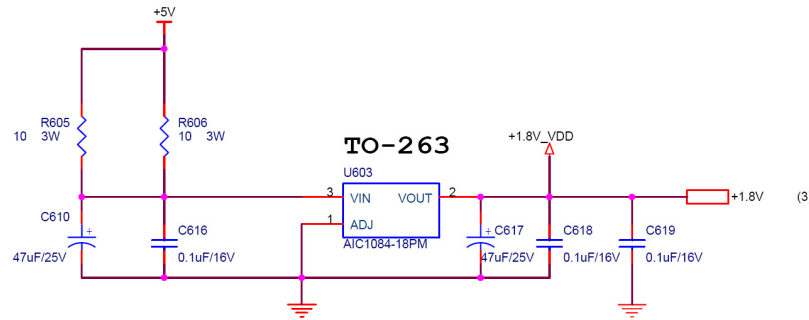 +5V
R605
10 3W
R606
10 3W
TO-263
+1.8V_VDD
U603
3 VIN VOUT 2
1 ADJ
AIC1084-18PM
+1.8V (3
C610
+
47uF/25V
C616
0.1uF/16V
+
C617
47uF/25V
C618
0.1uF/16V
C619
0.1uF/16V